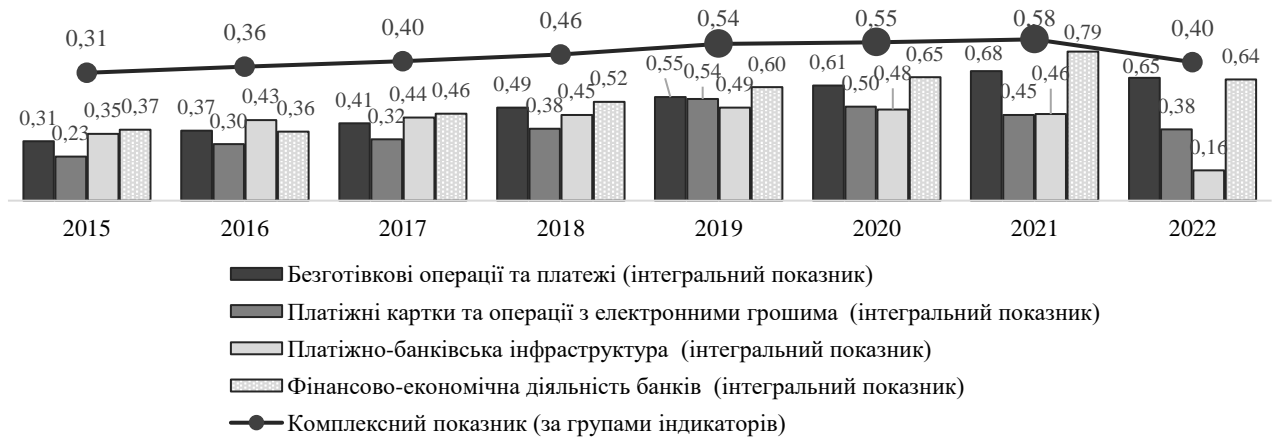 0,31 0,36 0,40 0,46 0,54 0,55 0,58 0,40
0,31 0,23 0,35 0,37 0,37 0,30 0,43 0,36 0,41 0,32 0,44 0,46 0,49 0,38 0,45 0,52 0,55 0,54 0,49 0,60 0,61 0,50 0,48 0,65 0,68 0,45 0,46 0,79 0,65 0,38 0,16 0,64
2015 2016 2017 2018 2019 2020 2021 2022
Безготівкові операції та платежі (інтегральний показник)
Платіжні картки та операції з електронними грошима (інтегральний показник)
Платіжно-банківська інфраструктура (інтегральний показник)
Фінансово-економічна діяльність банків (інтегральний показник)
Комплексний показник (за групами індикаторів)